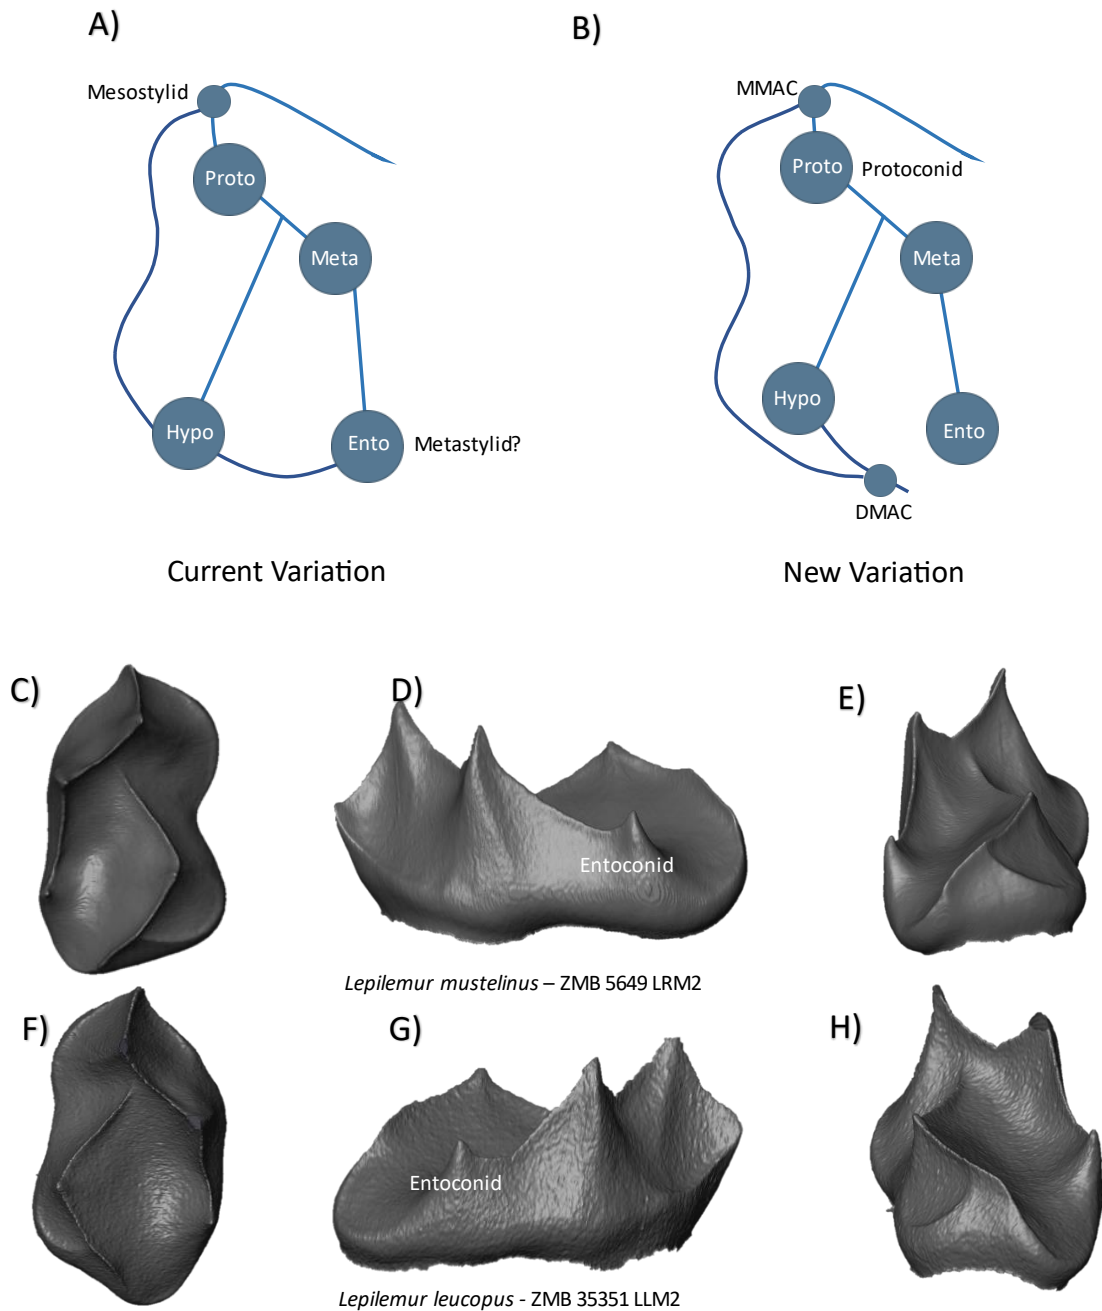 A)
B)
Mesostylid
MMAC
Proto
Proto
Protoconid
Meta
Meta
Hypo
Ento
Metastylid?
Hypo
Ento
DMAC
Current Variation
New Variation
C)
D)
E)
Entoconid
Lepilemur mustelinus – ZMB 5649 LRM2
F)
G)
H)
Entoconid
Lepilemur leucopus - ZMB 35351 LLM2